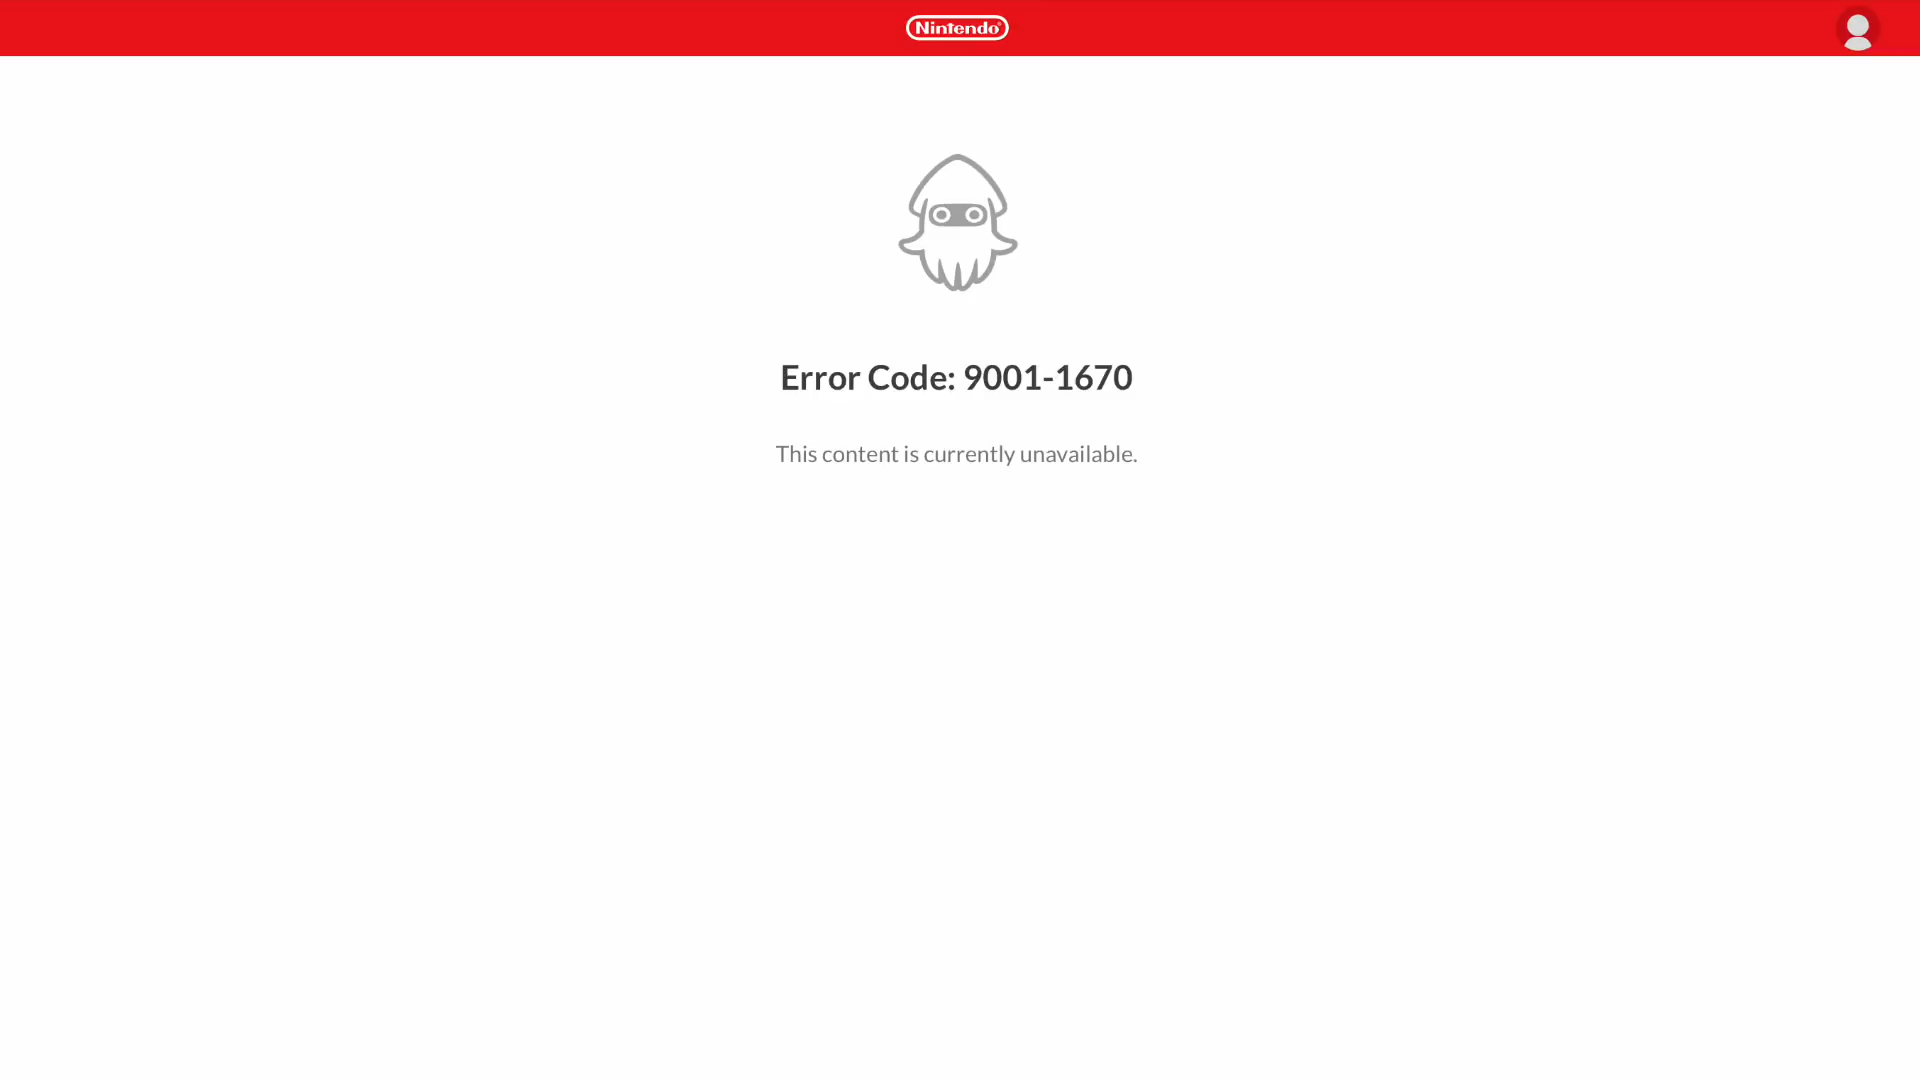 Nintendo
Error Code: 9001-1670
This content is currently unavailable.